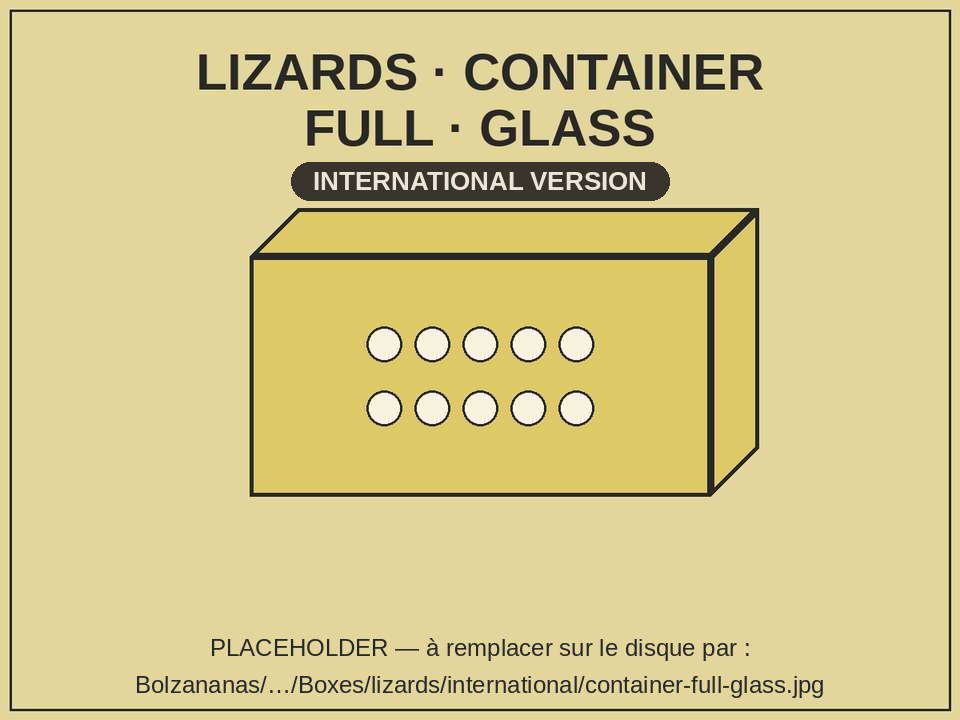 LIZARDS · CONTAINER
FULL · GLASS
INTERNATIONAL VERSION
PLACEHOLDER — à remplacer sur le disque par :
Bolzananas/…/Boxes/lizards/international/container-full-glass.jpg